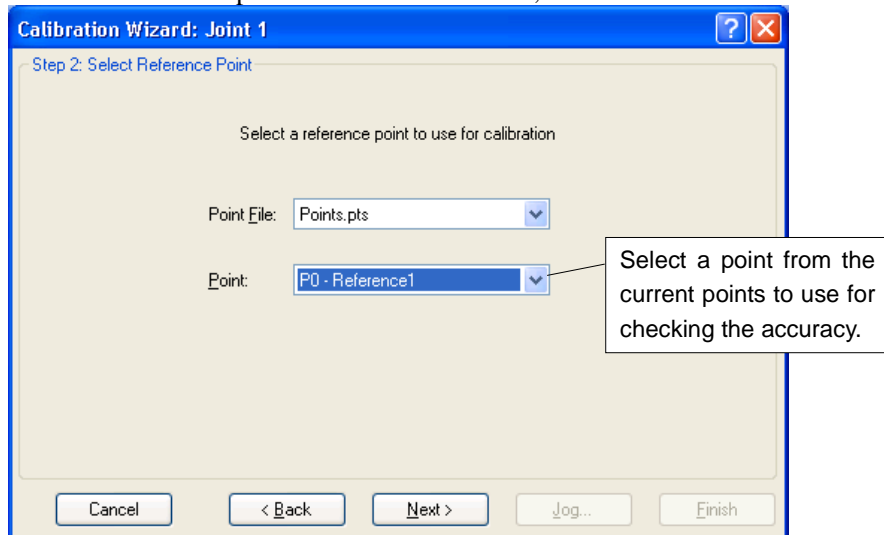 Calibration Wizard: Joint 1
Step 2: Select Reference Point
Select a reference point to use for calibration
Point File: Points.pts
Point: P0 - Reference1
Select a point from the
current points to use for
checking the accuracy.
Cancel < Back Next > Jog... Finish